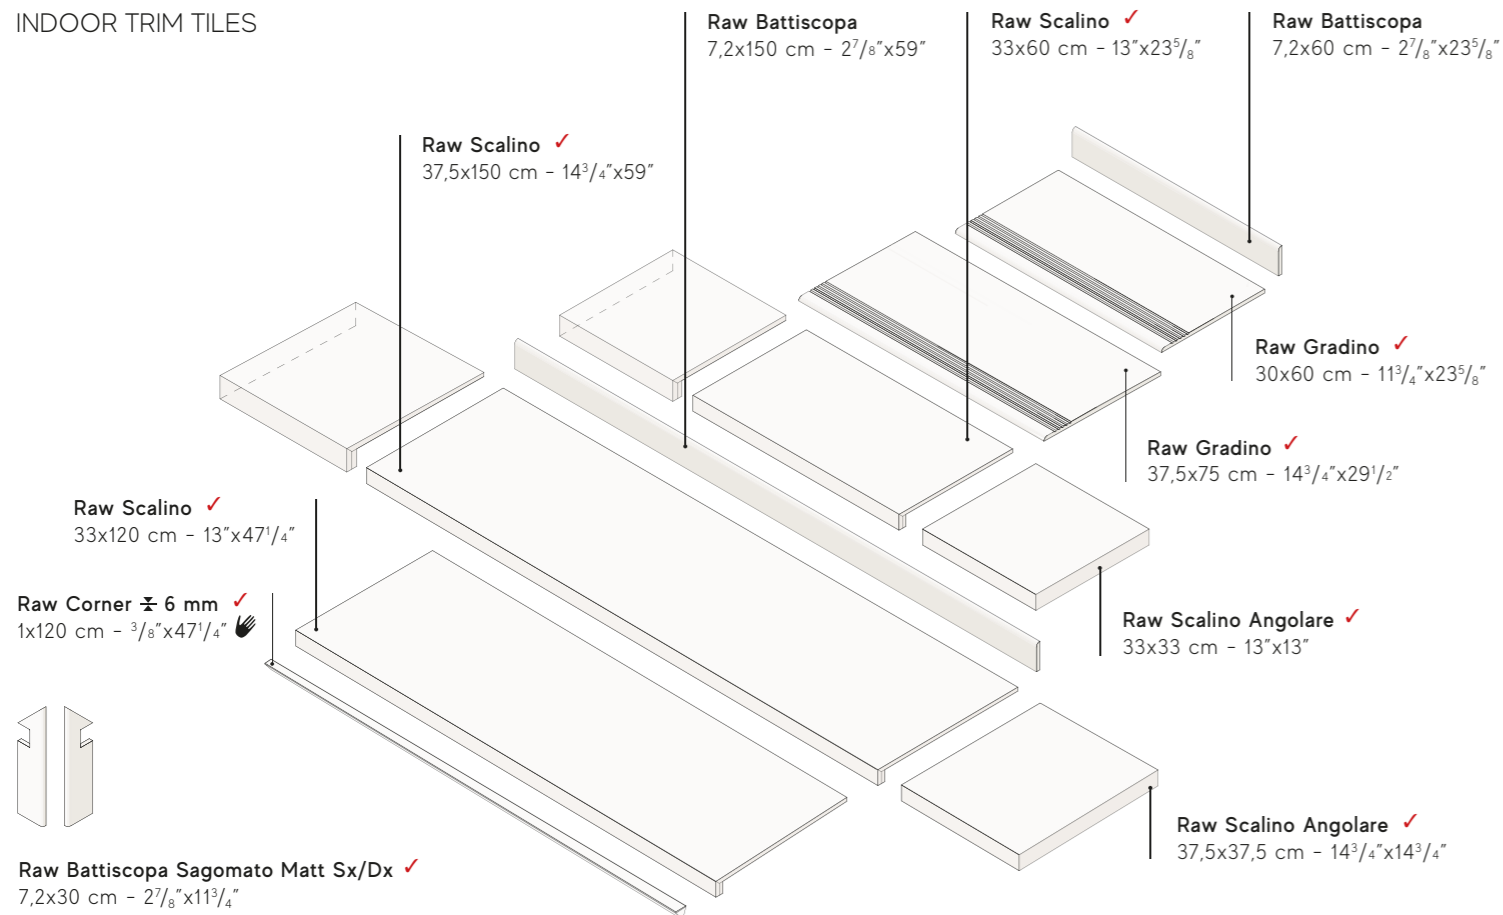 INDOOR TRIM TILES
Raw Battiscopa
7,2x150 cm – 2⁷/₈″x59″
Raw Scalino ✓
33x60 cm – 13″x23⁵/₈″
Raw Battiscopa
7,2x60 cm – 2⁷/₈″x23⁵/₈″
Raw Scalino ✓
37,5x150 cm – 14³/₄″x59″
Raw Gradino ✓
30x60 cm – 11³/₄″x23⁵/₈″
Raw Gradino ✓
37,5x75 cm – 14³/₄″x29¹/₂″
Raw Scalino ✓
33x120 cm – 13″x47¹/₄″
Raw Corner 6 mm ✓
1x120 cm – ³/₈″x47¹/₄″
Raw Scalino Angolare ✓
33x33 cm – 13″x13″
Raw Scalino Angolare ✓
37,5x37,5 cm – 14³/₄″x14³/₄″
Raw Battiscopa Sagomato Matt Sx/Dx ✓
7,2x30 cm – 2⁷/₈″x11³/₄″